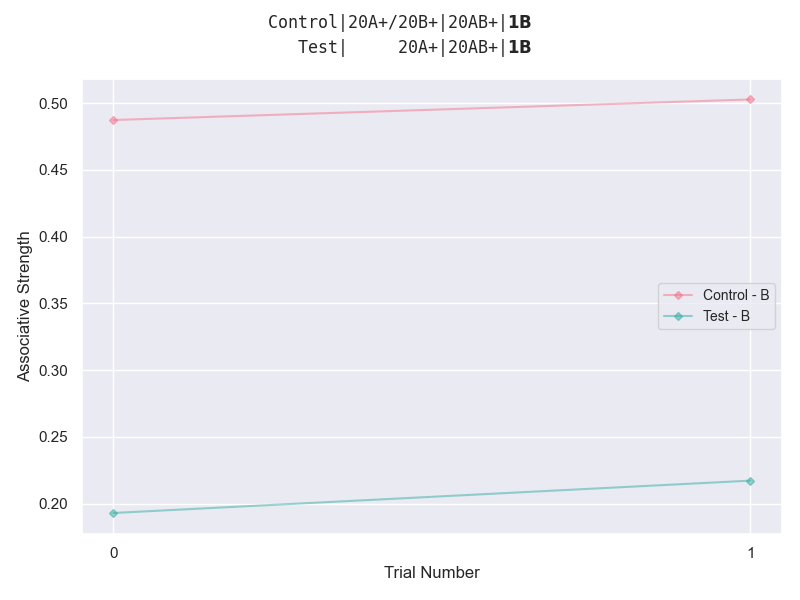 Control|20A+/20B+|20AB+|1B
Test|     20A+|20AB+|1B
0.50
0.45
0.40
0.35
0.30
0.25
0.20
Associative Strength
Control - B
Test - B
0 1
Trial Number